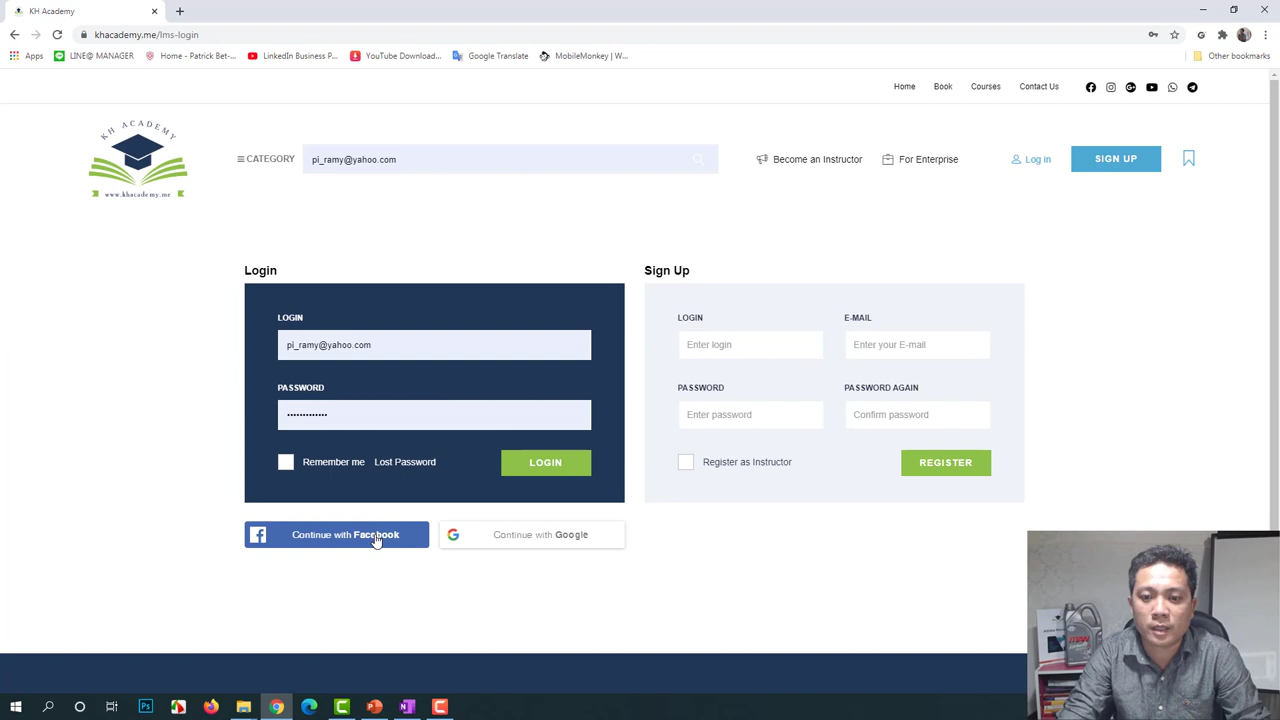 KH Academy
khacademy.me/lms-login
Apps
LINE@ MANAGER
Home - Patrick Bet-...
LinkedIn Business P...
YouTube Download...
Google Translate
MobileMonkey | W...
Other bookmarks
Home
Book
Courses
Contact Us
KH ACADEMY
www.khacademy.me
CATEGORY
pi_ramy@yahoo.com
Become an Instructor
For Enterprise
Log in
SIGN UP
Login
LOGIN
pi_ramy@yahoo.com
PASSWORD
Remember me
Lost Password
LOGIN
Continue with Facebook
Continue with Google
Sign Up
LOGIN
E-MAIL
Enter login
Enter your E-mail
PASSWORD
PASSWORD AGAIN
Enter password
Confirm password
Register as Instructor
REGISTER